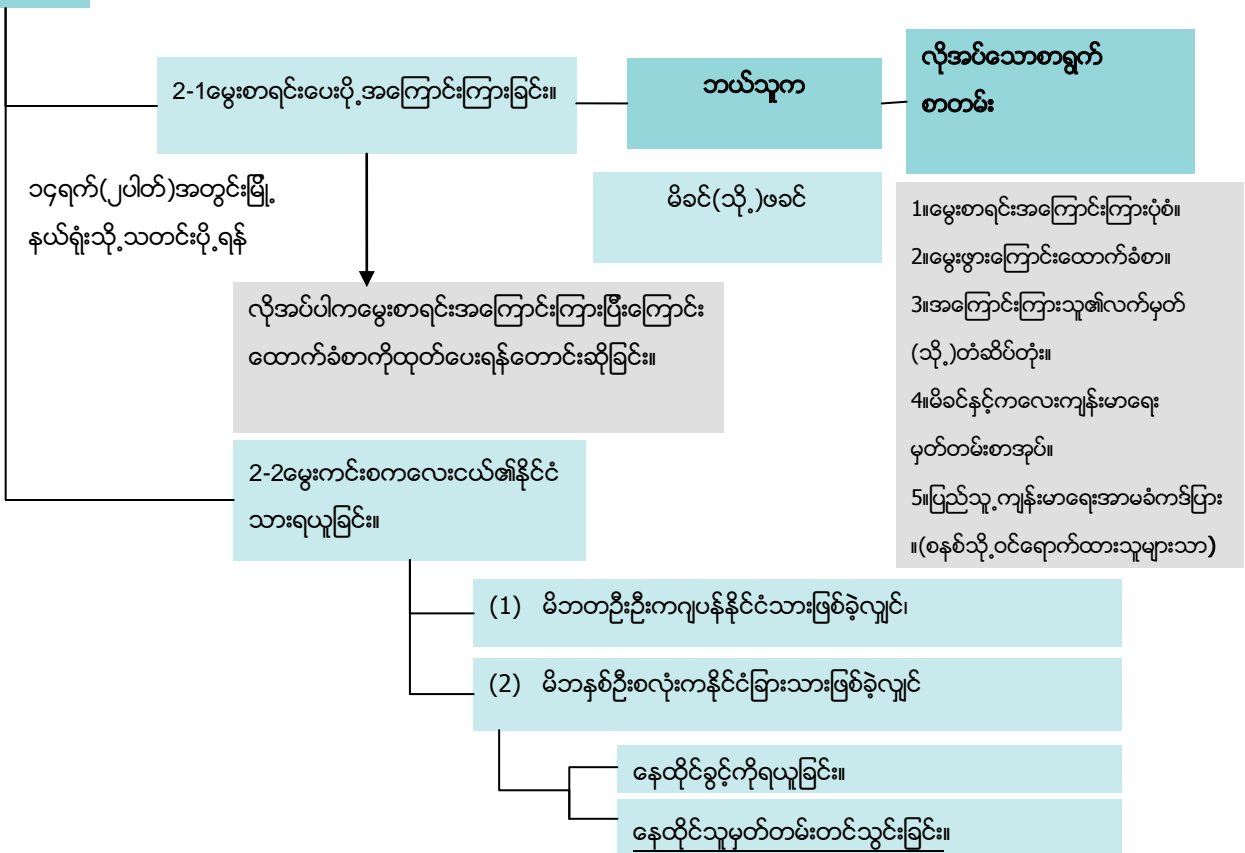 2-1မွေးစာရင်းပေးပို့အကြောင်းကြားခြင်း။
ဘယ်သူက
လိုအပ်သောစာရွက်
စာတမ်း
၁၄ရက်(၂ပါတ်)အတွင်းမြို့
နယ်ရုံးသို့သတင်းပို့ရန်
မိခင်(သို့)ဖခင်
1။မွေးစာရင်းအကြောင်းကြားပုံစံ။
2။မွေးဖွားကြောင်းထောက်ခံစာ။
3။အကြောင်းကြားသူ၏လက်မှတ်
(သို့)တံဆိပ်တုံး။
4။မိခင်နှင့်ကလေးကျန်းမာရေး
မှတ်တမ်းစာအုပ်။
5။ပြည်သူ့ကျန်းမာရေးအာမခံကဒ်ပြား
။(စနစ်သို့ဝင်ရောက်ထားသူများသာ)
လိုအပ်ပါကမွေးစာရင်းအကြောင်းကြားပြီးကြောင်း
ထောက်ခံစာကိုထုတ်ပေးရန်တောင်းဆိုခြင်း။
2-2မွေးကင်းစကလေးငယ်၏နိုင်ငံ
သားရယူခြင်း။
(1) မိဘတဦးဦးကဂျပန်နိုင်ငံသားဖြစ်ခဲ့လျှင်၊
(2) မိဘနှစ်ဦးစလုံးကနိုင်ငံခြားသားဖြစ်ခဲ့လျှင်
နေထိုင်ခွင့်ကိုရယူခြင်း။
နေထိုင်သူမှတ်တမ်းတင်သွင်းခြင်း။